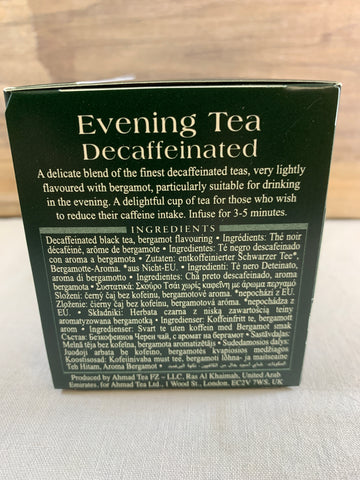 Evening Tea
Decaffeinated
A delicate blend of the finest decaffeinated teas, very lightly
flavoured with bergamot, particularly suitable for drinking
in the evening. A delightful cup of tea for those who wish
to reduce their caffeine intake. Infuse for 3-5 minutes.
INGREDIENTS
Decaffeinated black tea, bergamot flavouring • Ingrédients: Thé noir
décaféiné, arôme de bergamote • Ingredientes: Té negro descafeinado
con aroma a bergamota • Zutaten: entkoffeinierter Schwarzer Tee*,
Bergamotte-Aroma. *aus Nicht-EU. • Ingredienti: Tè nero Deteinato,
aroma di bergamotto • Ingredientes: Chá preto descafeinado, aroma
bergamota • Συστατικά: Σκούρο Τσάι χωρίς καφεΐνη με άρωμα περγαμο
Složení: černý čaj bez kofeinu, bergamotové aroma. *nepochází z EU.
Zloženie: čierny čaj bez kofeínu, bergamotová aróma. *nepochádza
z EU. • Składniki: Herbata czarna z niską zawartością teiny
aromatyzowana bergamotką • Ingredienser: Koffeinfritt te, bergamot
arom • Ingredienser: Svart te uten koffein med Bergamot smak
Състав: Безкофеинов Черен чай, с аромат на бергамот • Sastāvdaļas:
Melnā tēja bez kofeīna, bergamota aromatizētājs • Sudedamosios dalys:
Juodoji arbata be kofeino, bergamotės kvapiosios medžiagos
Koostisosad: Kofeiinivaba must tee, bergamoti lõhna- ja maitseaine
Teh Hitam, Aroma Bergamot •
Produced by Ahmad Tea FZ – LLC, Ras Al Khaimah, United Arab
Emirates, for Ahmad Tea Ltd., 1 Wood St., London, EC2V 7WS, UK